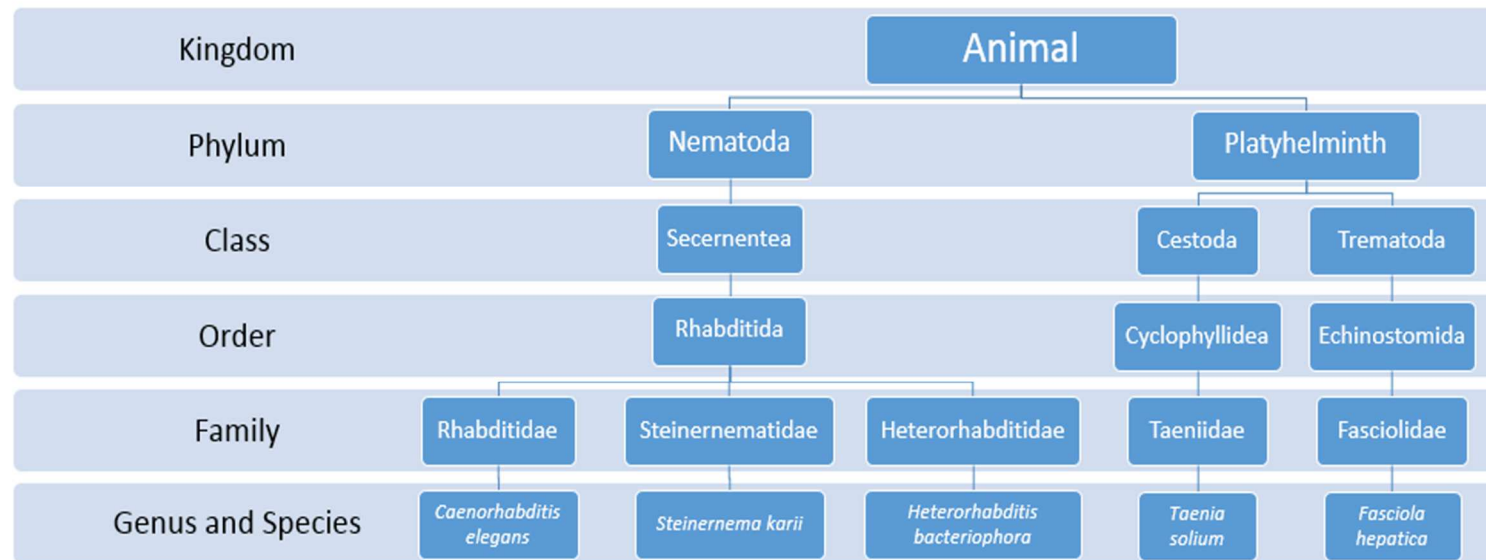 Kingdom
Animal
Phylum
Nematoda
Platyhelminth
Class
Secernentea
Cestoda
Trematoda
Order
Rhabditida
Cyclophyllidea
Echinostomida
Family
Rhabditidae
Steinernematidae
Heterorhabditidae
Taeniidae
Fasciolidae
Genus and Species
Caenorhabditis
elegans
Steinernema karii
Heterorhabditis
bacteriophora
Taenia
solium
Fasciola
hepatica